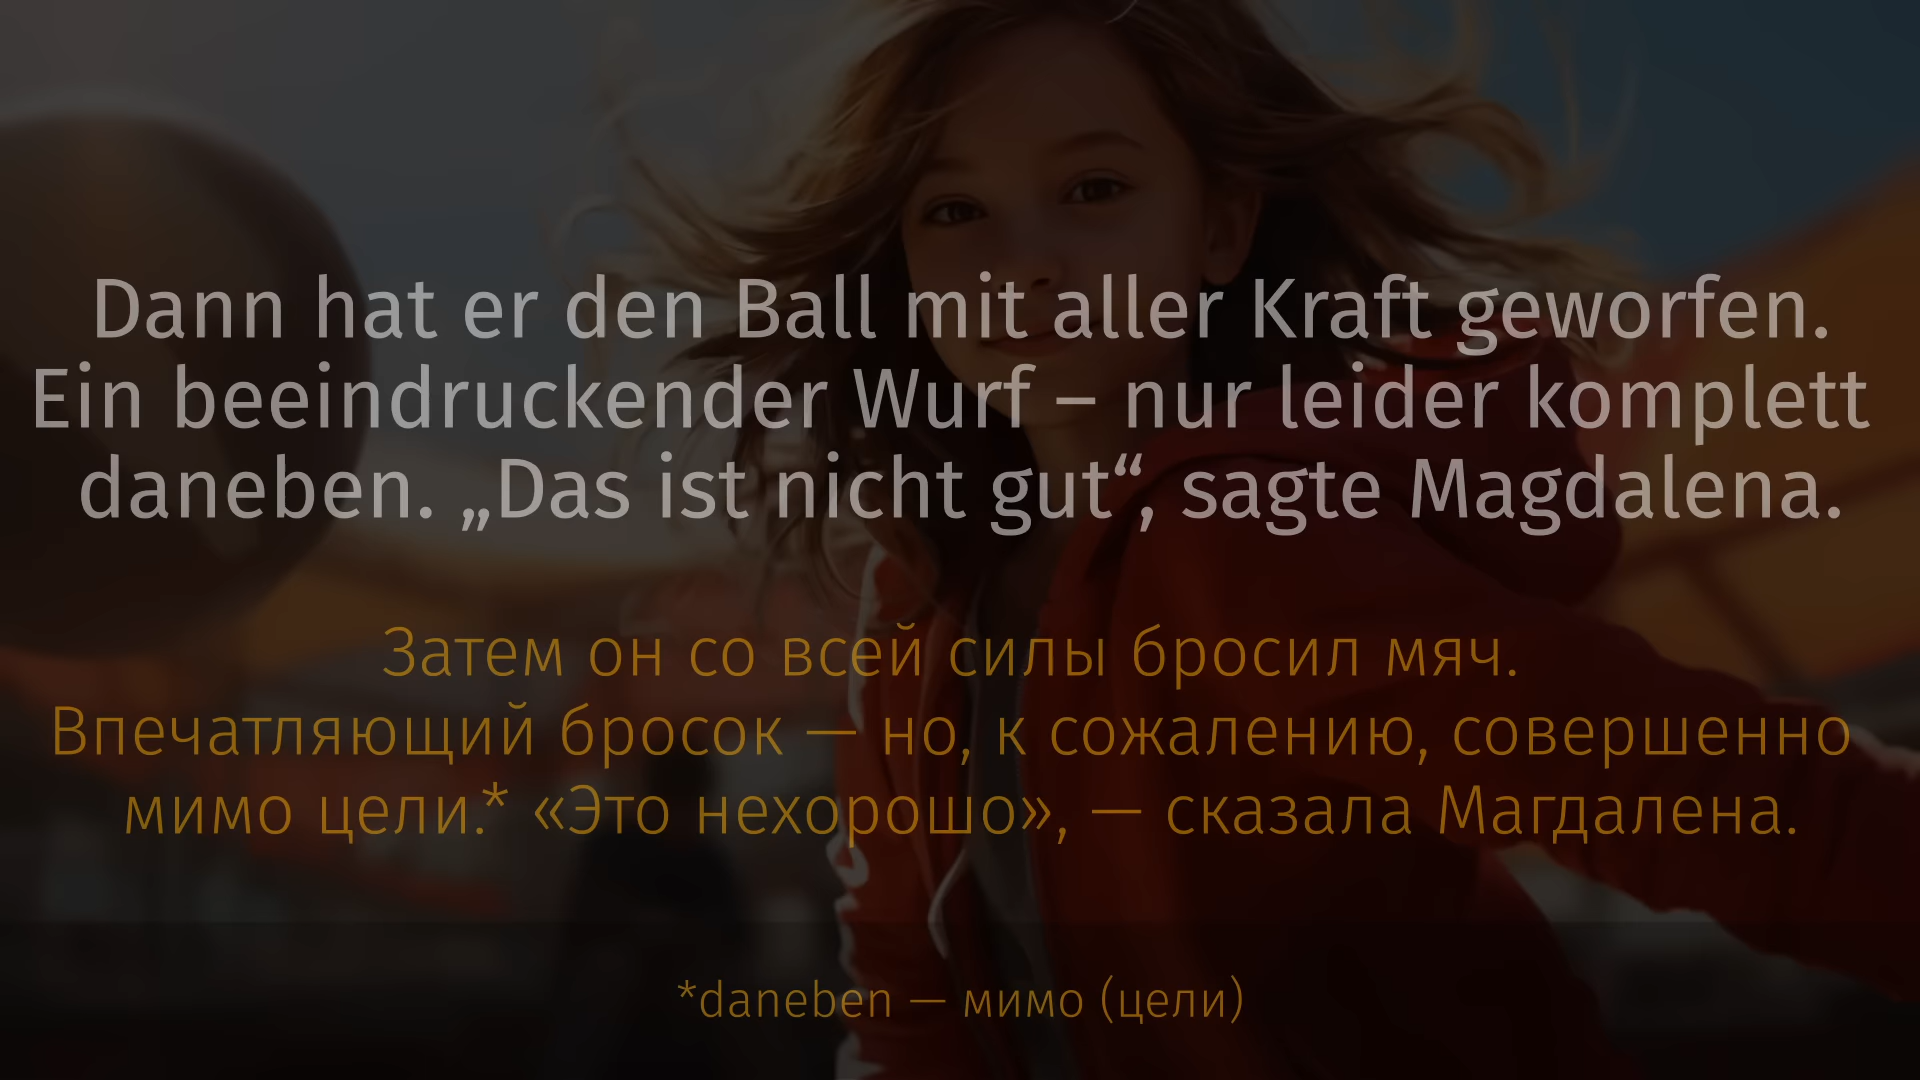 Dann hat er den Ball mit aller Kraft geworfen.
Ein beeindruckender Wurf – nur leider komplett
daneben. „Das ist nicht gut“, sagte Magdalena.
Затем он со всей силы бросил мяч.
Впечатляющий бросок — но, к сожалению, совершенно
мимо цели.* «Это нехорошо», — сказала Магдалена.
*daneben — мимо (цели)